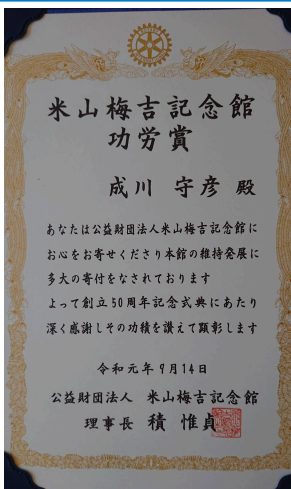 米山梅吉記念館
功労賞
成川 守彦 殿
あなたは公益財団法人米山梅吉記念館に
お心をお寄せくださり本館の維持発展に
多大の寄付をなされております
よって創立50周年記念式典にあたり
深く感謝しその功績を讃えて顕彰します
令和元年9月14日
公益財団法人 米山梅吉記念館
理事長 積 惟貞